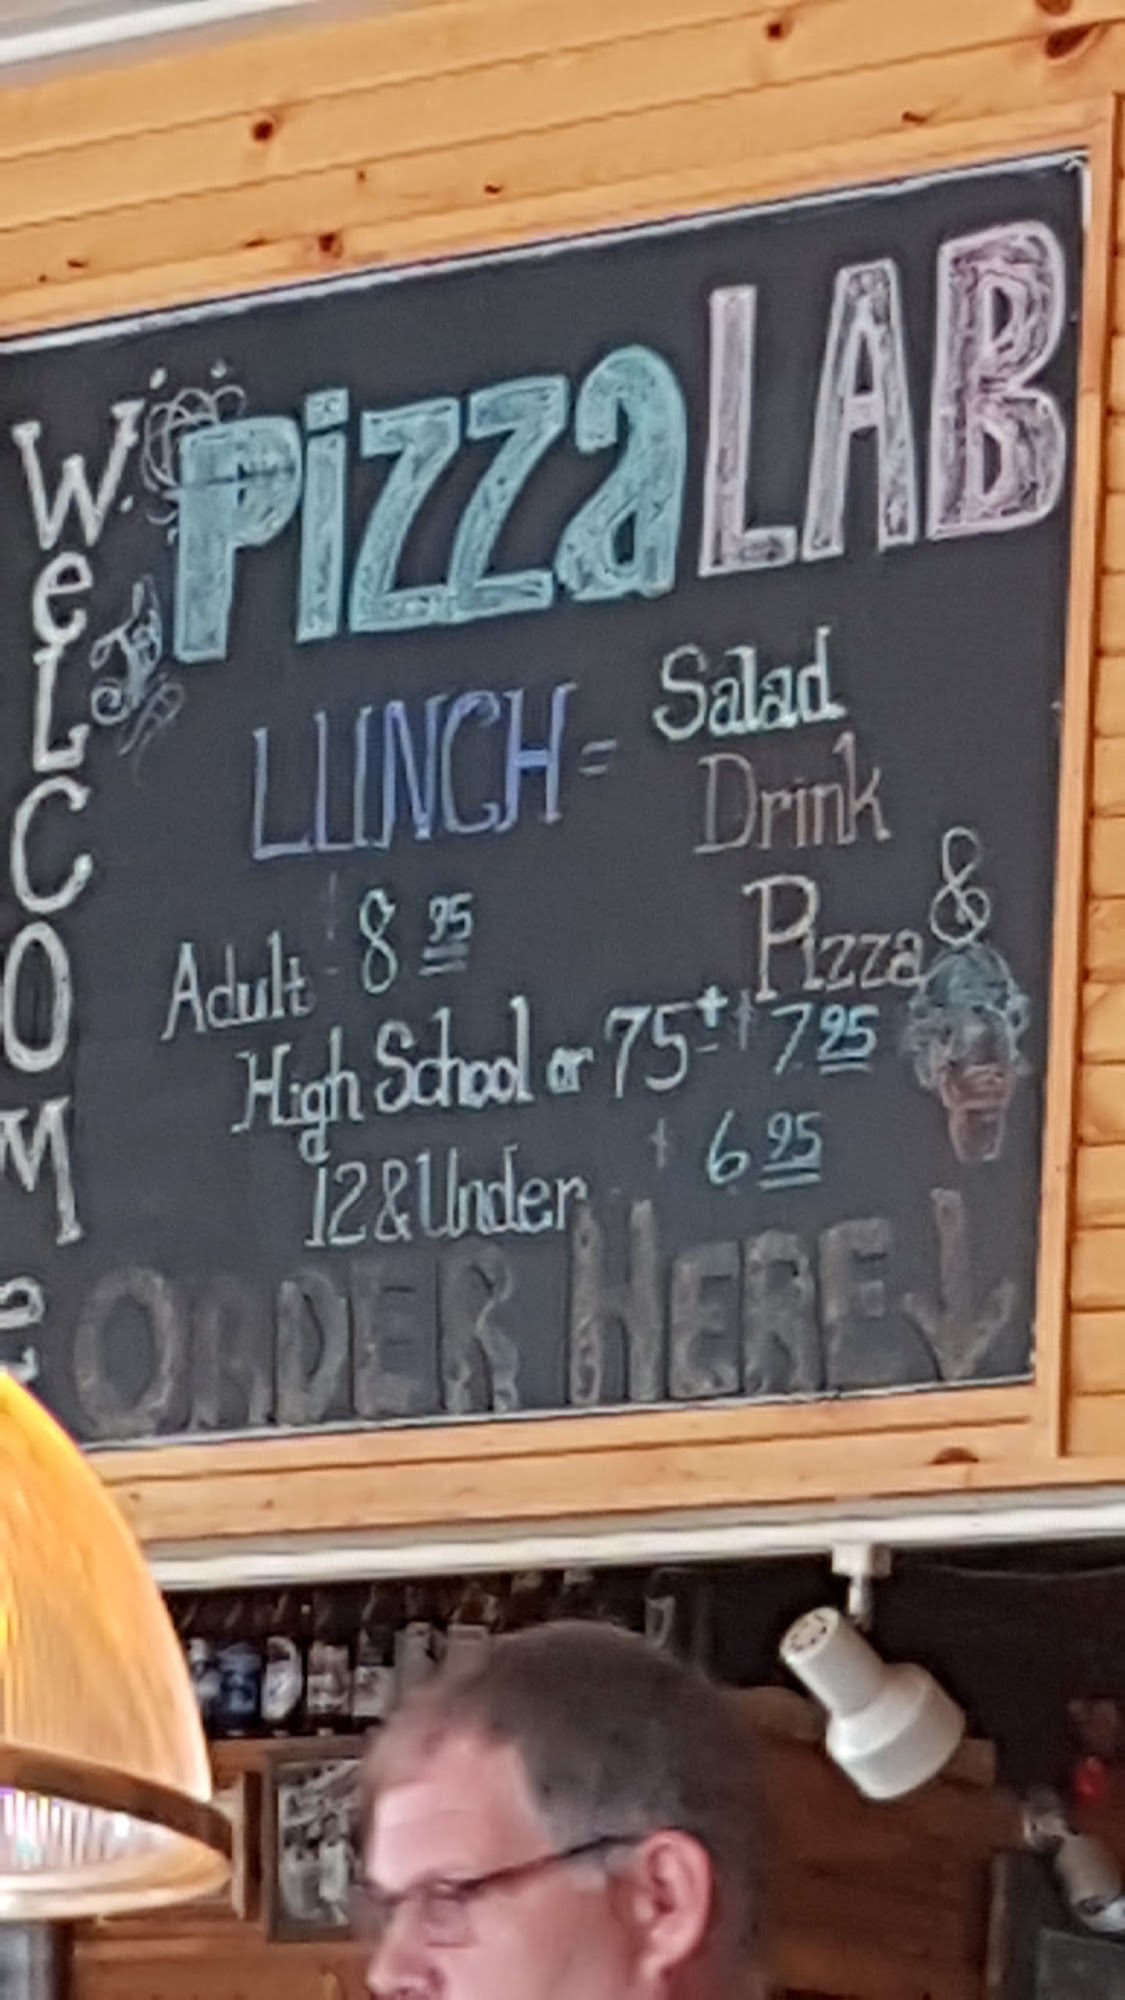 WeLCOM
Pizza LAB
LUNCH = Salad
Drink
& Pizza
Adult 8 95
High School or 75+ 7.95
12 & Under 6 95
ORDER HERE ↓